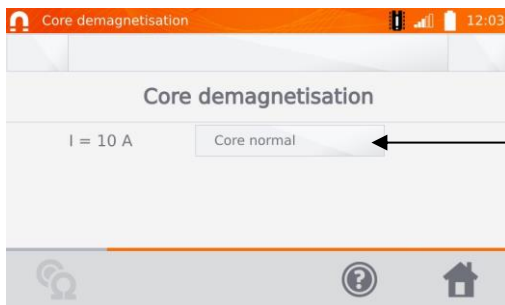 Core demagnetisation 12:03
Core demagnetisation
I = 10 A Core normal